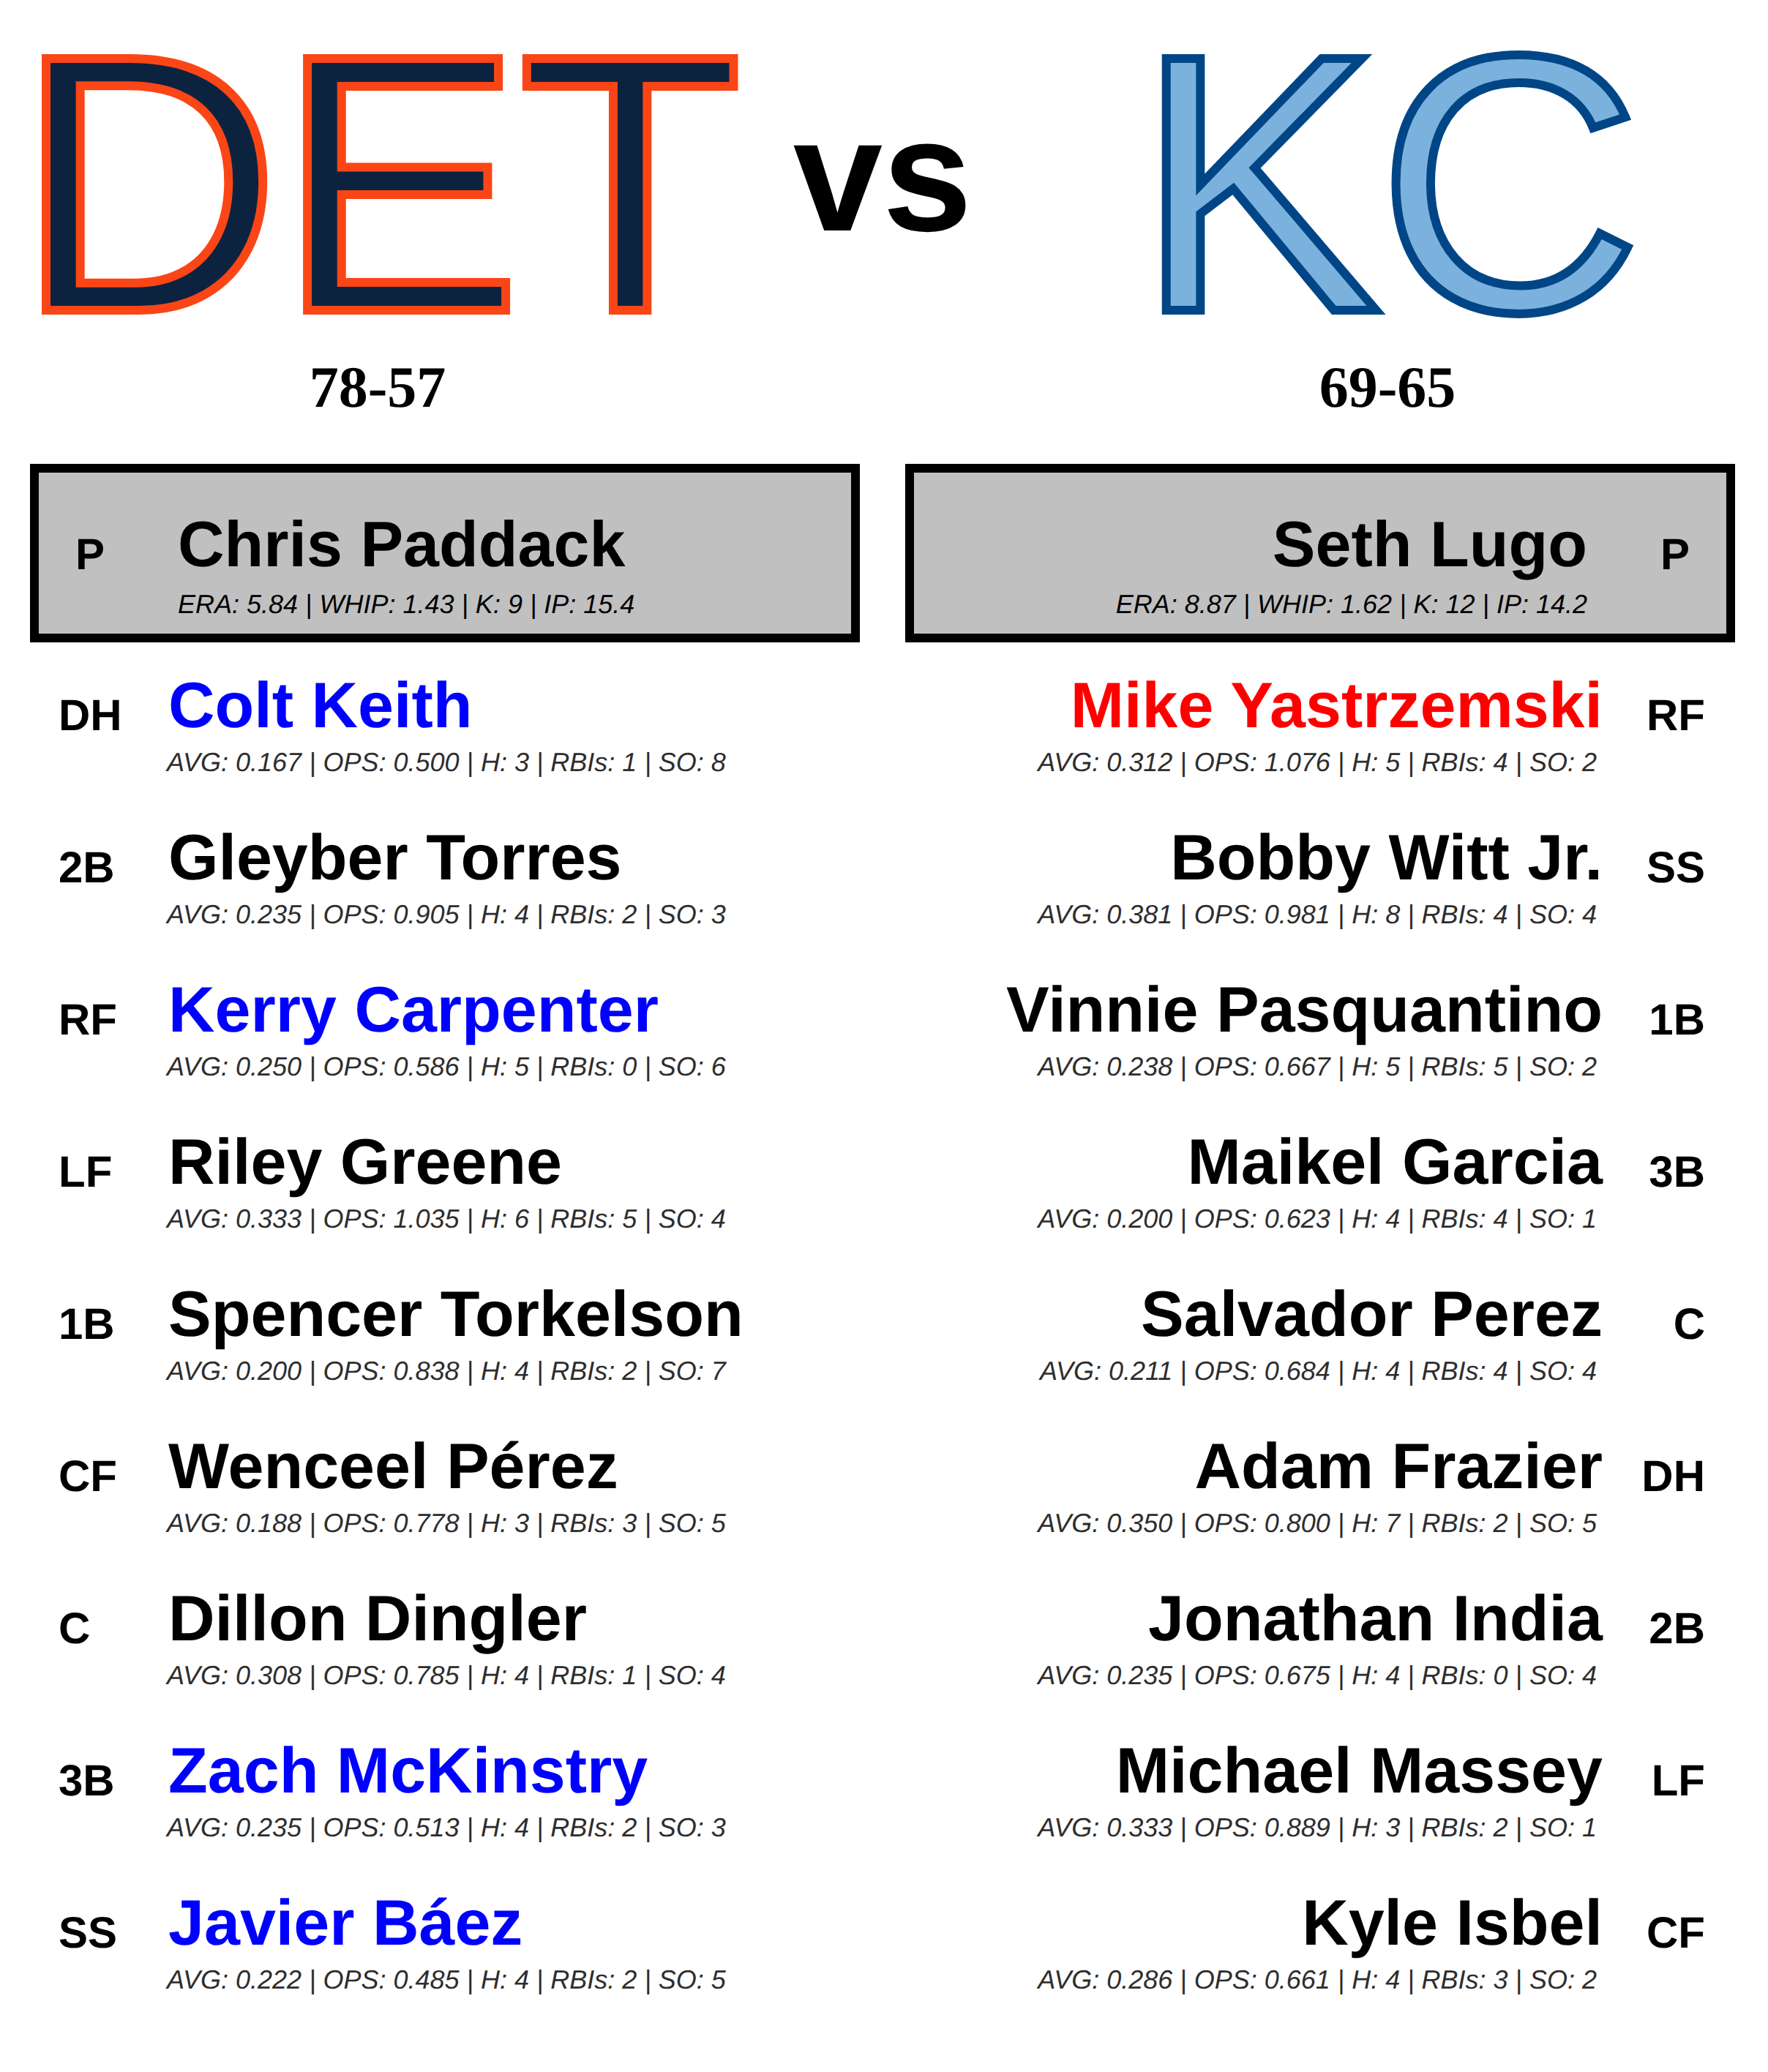 DET vs KC
78-57
69-65
P Chris Paddack
ERA: 5.84 | WHIP: 1.43 | K: 9 | IP: 15.4
Seth Lugo P
ERA: 8.87 | WHIP: 1.62 | K: 12 | IP: 14.2
DH Colt Keith
AVG: 0.167 | OPS: 0.500 | H: 3 | RBIs: 1 | SO: 8
2B Gleyber Torres
AVG: 0.235 | OPS: 0.905 | H: 4 | RBIs: 2 | SO: 3
RF Kerry Carpenter
AVG: 0.250 | OPS: 0.586 | H: 5 | RBIs: 0 | SO: 6
LF Riley Greene
AVG: 0.333 | OPS: 1.035 | H: 6 | RBIs: 5 | SO: 4
1B Spencer Torkelson
AVG: 0.200 | OPS: 0.838 | H: 4 | RBIs: 2 | SO: 7
CF Wenceel Pérez
AVG: 0.188 | OPS: 0.778 | H: 3 | RBIs: 3 | SO: 5
C Dillon Dingler
AVG: 0.308 | OPS: 0.785 | H: 4 | RBIs: 1 | SO: 4
3B Zach McKinstry
AVG: 0.235 | OPS: 0.513 | H: 4 | RBIs: 2 | SO: 3
SS Javier Báez
AVG: 0.222 | OPS: 0.485 | H: 4 | RBIs: 2 | SO: 5
Mike Yastrzemski RF
AVG: 0.312 | OPS: 1.076 | H: 5 | RBIs: 4 | SO: 2
Bobby Witt Jr. SS
AVG: 0.381 | OPS: 0.981 | H: 8 | RBIs: 4 | SO: 4
Vinnie Pasquantino 1B
AVG: 0.238 | OPS: 0.667 | H: 5 | RBIs: 5 | SO: 2
Maikel Garcia 3B
AVG: 0.200 | OPS: 0.623 | H: 4 | RBIs: 4 | SO: 1
Salvador Perez C
AVG: 0.211 | OPS: 0.684 | H: 4 | RBIs: 4 | SO: 4
Adam Frazier DH
AVG: 0.350 | OPS: 0.800 | H: 7 | RBIs: 2 | SO: 5
Jonathan India 2B
AVG: 0.235 | OPS: 0.675 | H: 4 | RBIs: 0 | SO: 4
Michael Massey LF
AVG: 0.333 | OPS: 0.889 | H: 3 | RBIs: 2 | SO: 1
Kyle Isbel CF
AVG: 0.286 | OPS: 0.661 | H: 4 | RBIs: 3 | SO: 2